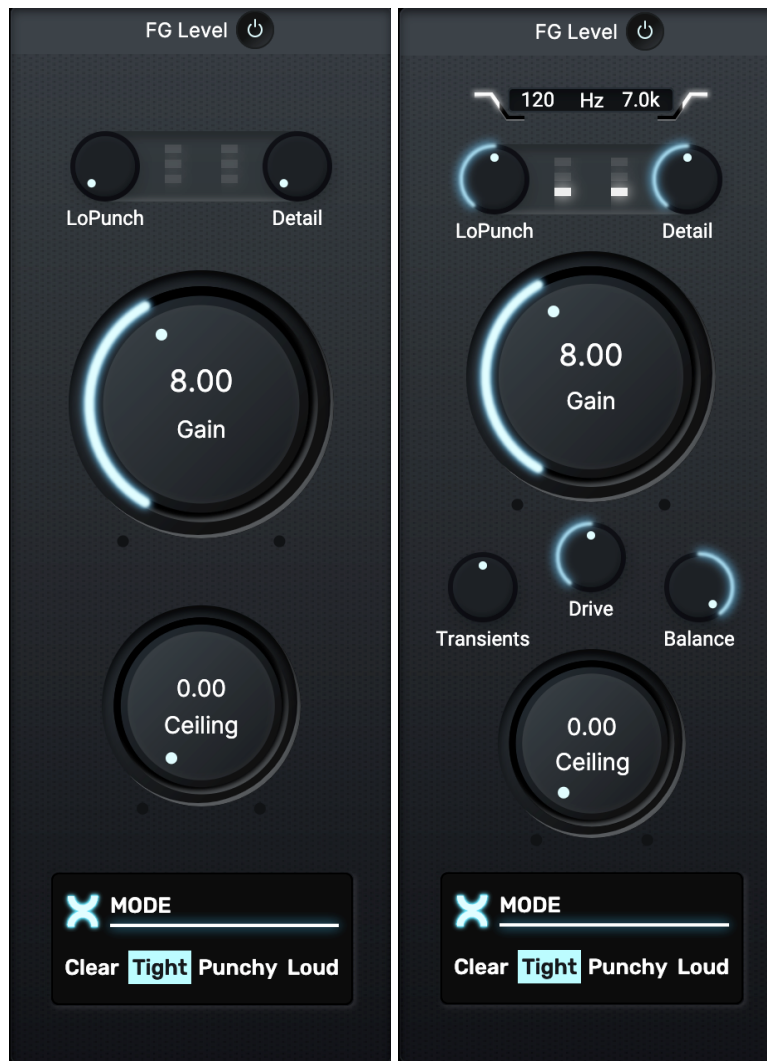 FG Level
LoPunch Detail
8.00
Gain
0.00
Ceiling
MODE
Clear Tight Punchy Loud
FG Level
120 Hz 7.0k
LoPunch Detail
8.00
Gain
Drive
Transients Balance
0.00
Ceiling
MODE
Clear Tight Punchy Loud